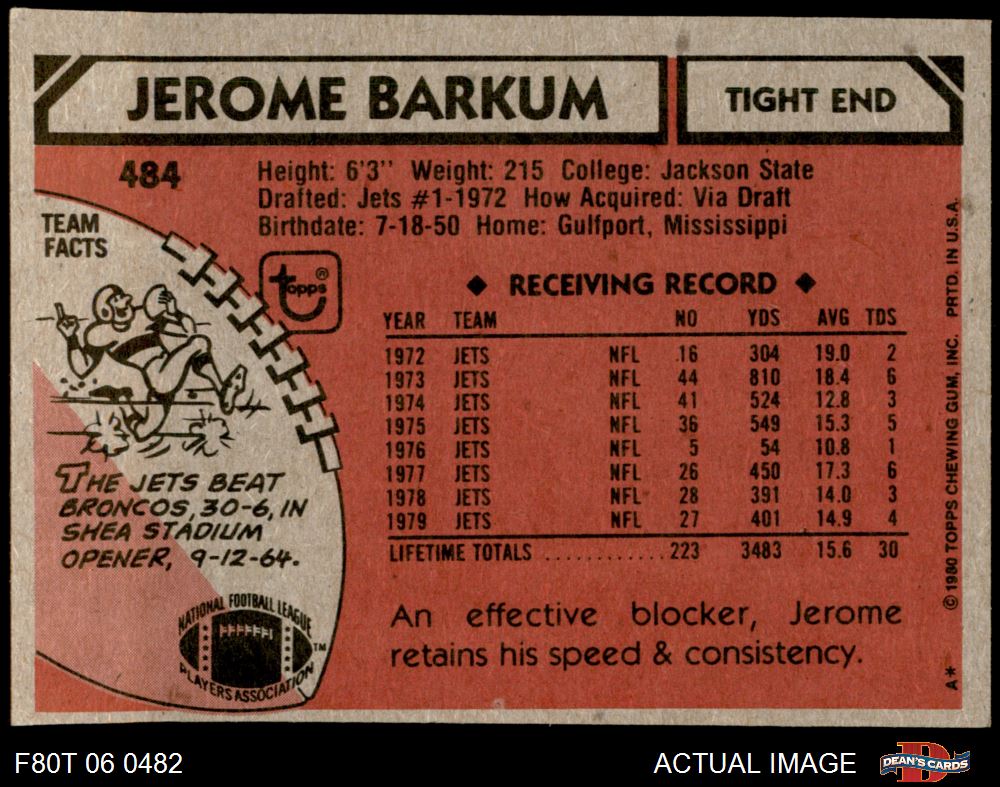 JEROME BARKUM
TIGHT END
484
Height: 6'3" Weight: 215 College: Jackson State
Drafted: Jets #1-1972 How Acquired: Via Draft
Birthdate: 7-18-50 Home: Gulfport, Mississippi
TEAM
FACTS
topps®
◆ RECEIVING RECORD ◆
YEAR TEAM NO YDS AVG TDS
1972 JETS NFL 16 304 19.0 2
1973 JETS NFL 44 810 18.4 6
1974 JETS NFL 41 524 12.8 3
1975 JETS NFL 36 549 15.3 5
1976 JETS NFL 5 54 10.8 1
1977 JETS NFL 26 450 17.3 6
1978 JETS NFL 28 391 14.0 3
1979 JETS NFL 27 401 14.9 4
LIFETIME TOTALS ............ 223 3483 15.6 30
THE JETS BEAT
BRONCOS, 30-6, IN
SHEA STADIUM
OPENER, 9-12-64.
NATIONAL FOOTBALL LEAGUE
PLAYERS ASSOCIATION
TM
An effective blocker, Jerome
retains his speed & consistency.
A* © 1980 TOPPS CHEWING GUM, INC. PRTD. IN U.S.A.
F80T 06 0482
ACTUAL IMAGE
DEAN'S CARDS